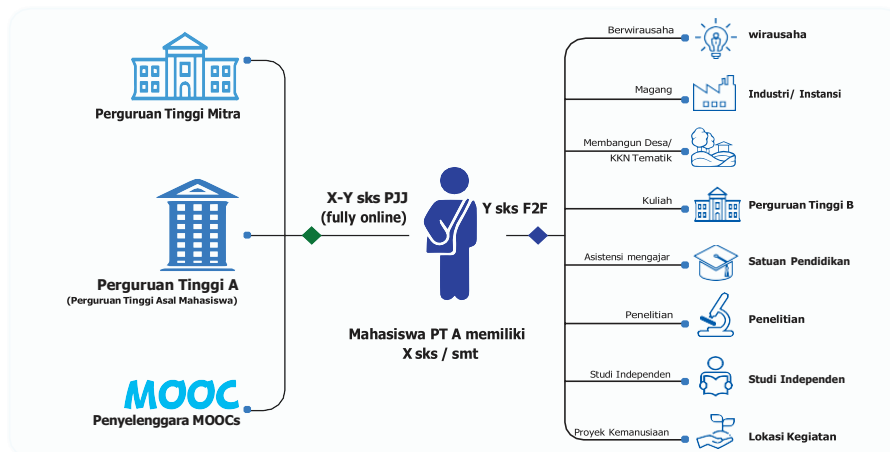 Perguruan Tinggi Mitra
Perguruan Tinggi A
(Perguruan Tinggi Asal Mahasiswa)
MOOC
Penyelenggara MOOCs
X-Y sks PJJ
(fully online)
Y sks F2F
Mahasiswa PT A memiliki
X sks / smt
Berwirausaha
wirausaha
Magang
Industri/ Instansi
Membangun Desa/
KKN Tematik
Kuliah
Perguruan Tinggi B
Asistensi mengajar
Satuan Pendidikan
Penelitian
Penelitian
Studi Independen
Studi Independen
Proyek Kemanusiaan
Lokasi Kegiatan